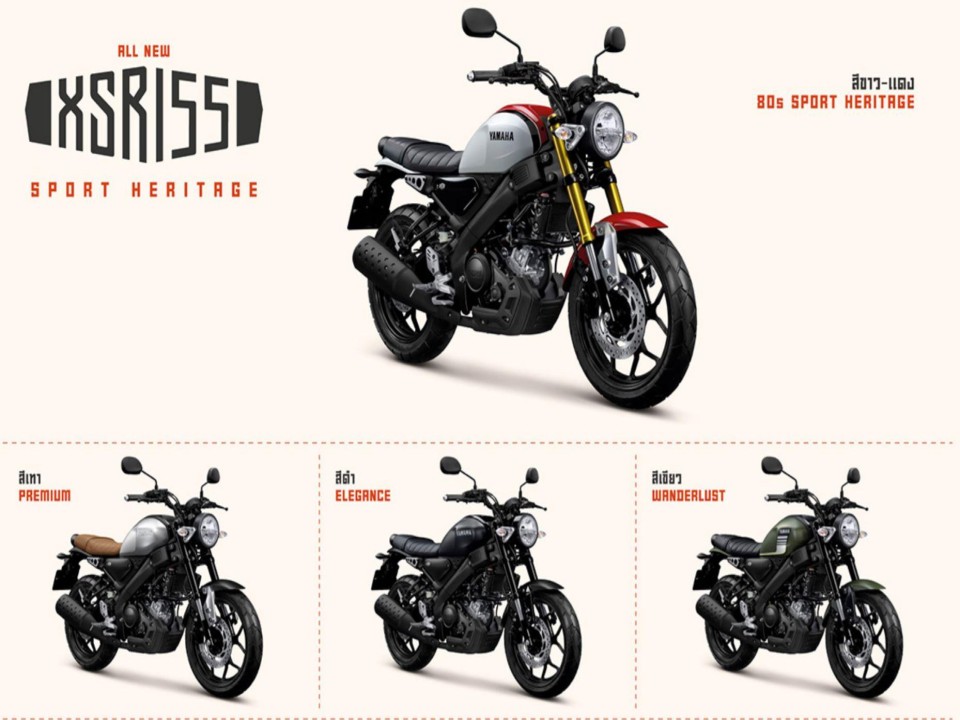 ALL NEW
XSR155
SPORT HERITAGE
สีขาว-แดง
80s SPORT HERITAGE
YAMAHA
สีเทา
PREMIUM
สีดำ
ELEGANCE
YAMAHA
สีเขียว
WANDERLUST